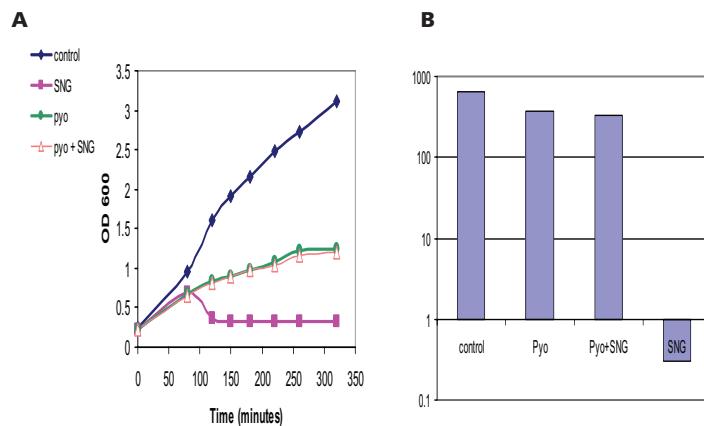 A
control
SNG
pyo
pyo + SNG
OD 600
3.5
3
2.5
2
1.5
1
0.5
0
0 50 100 150 200 250 300 350
Time (minutes)
B
1000
100
10
1
0.1
control Pyo Pyo+SNG SNG